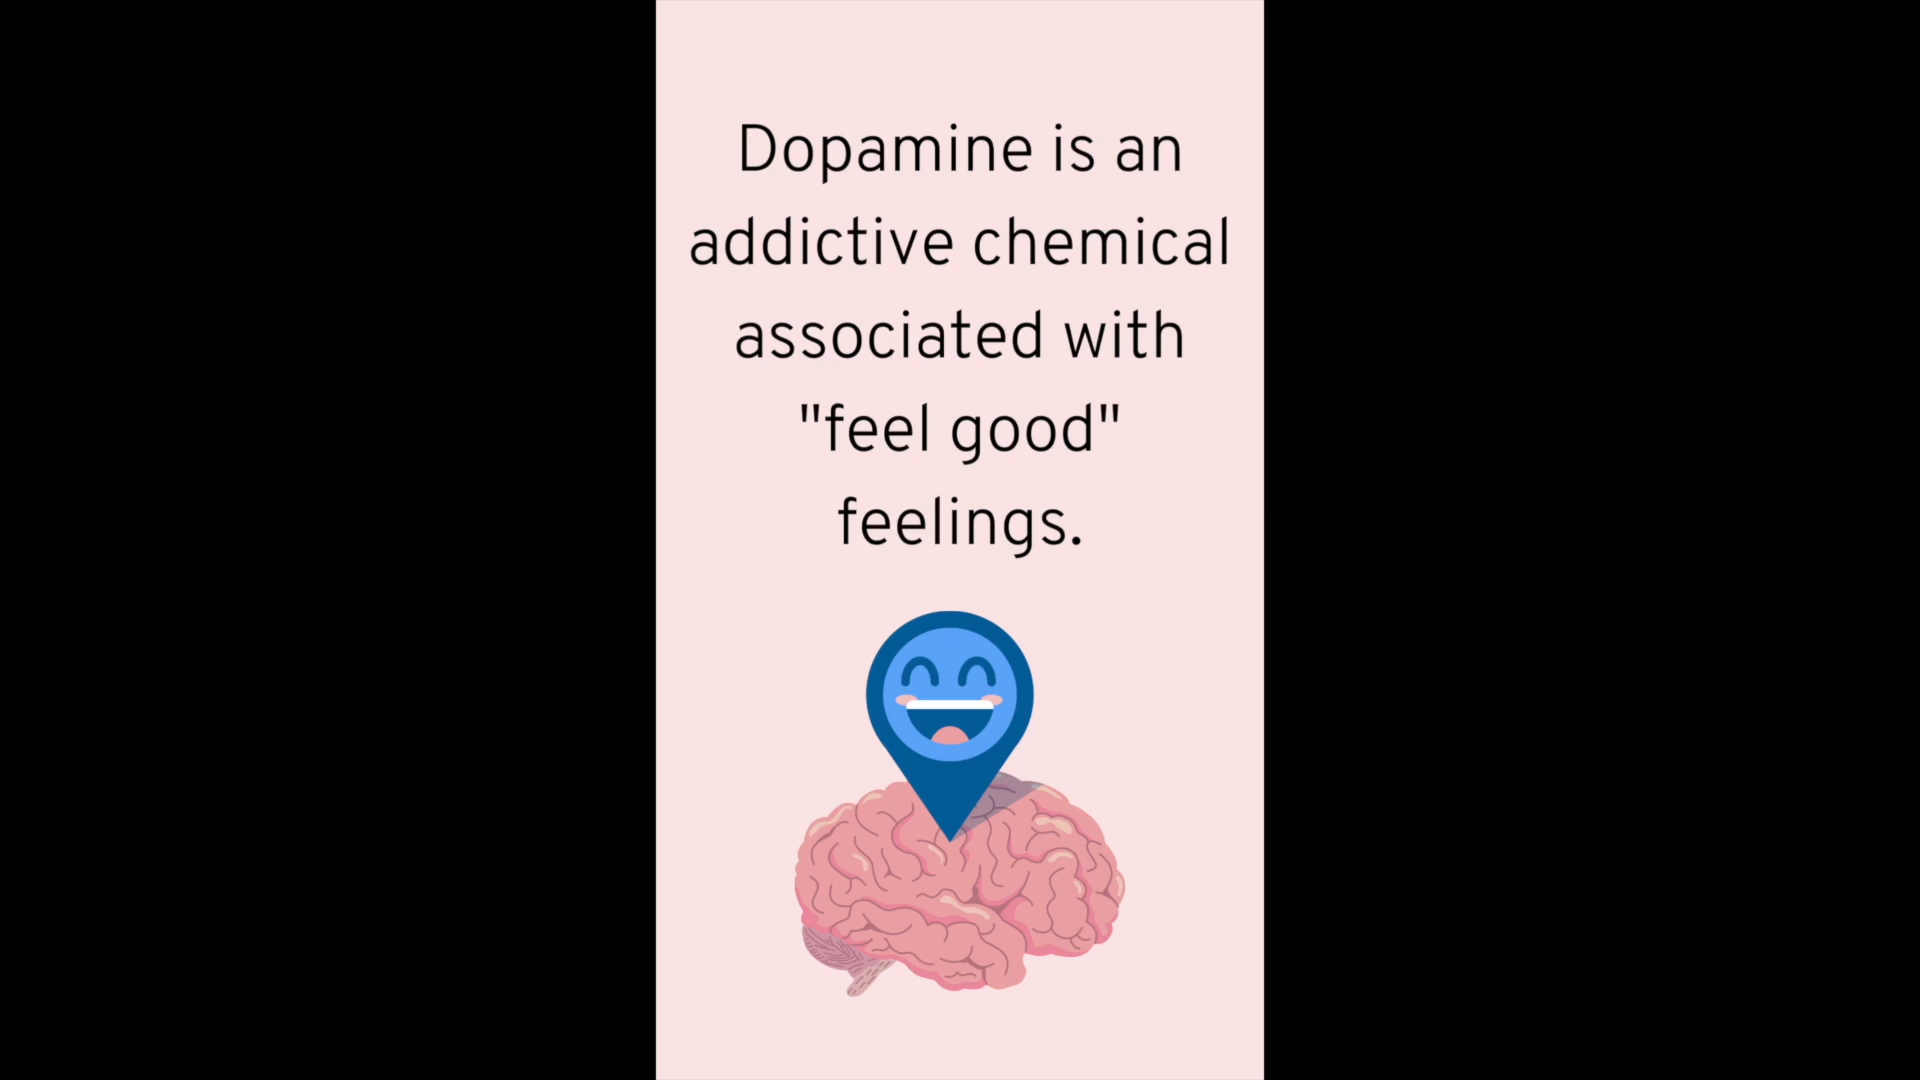 Dopamine is an
addictive chemical
associated with
"feel good"
feelings.